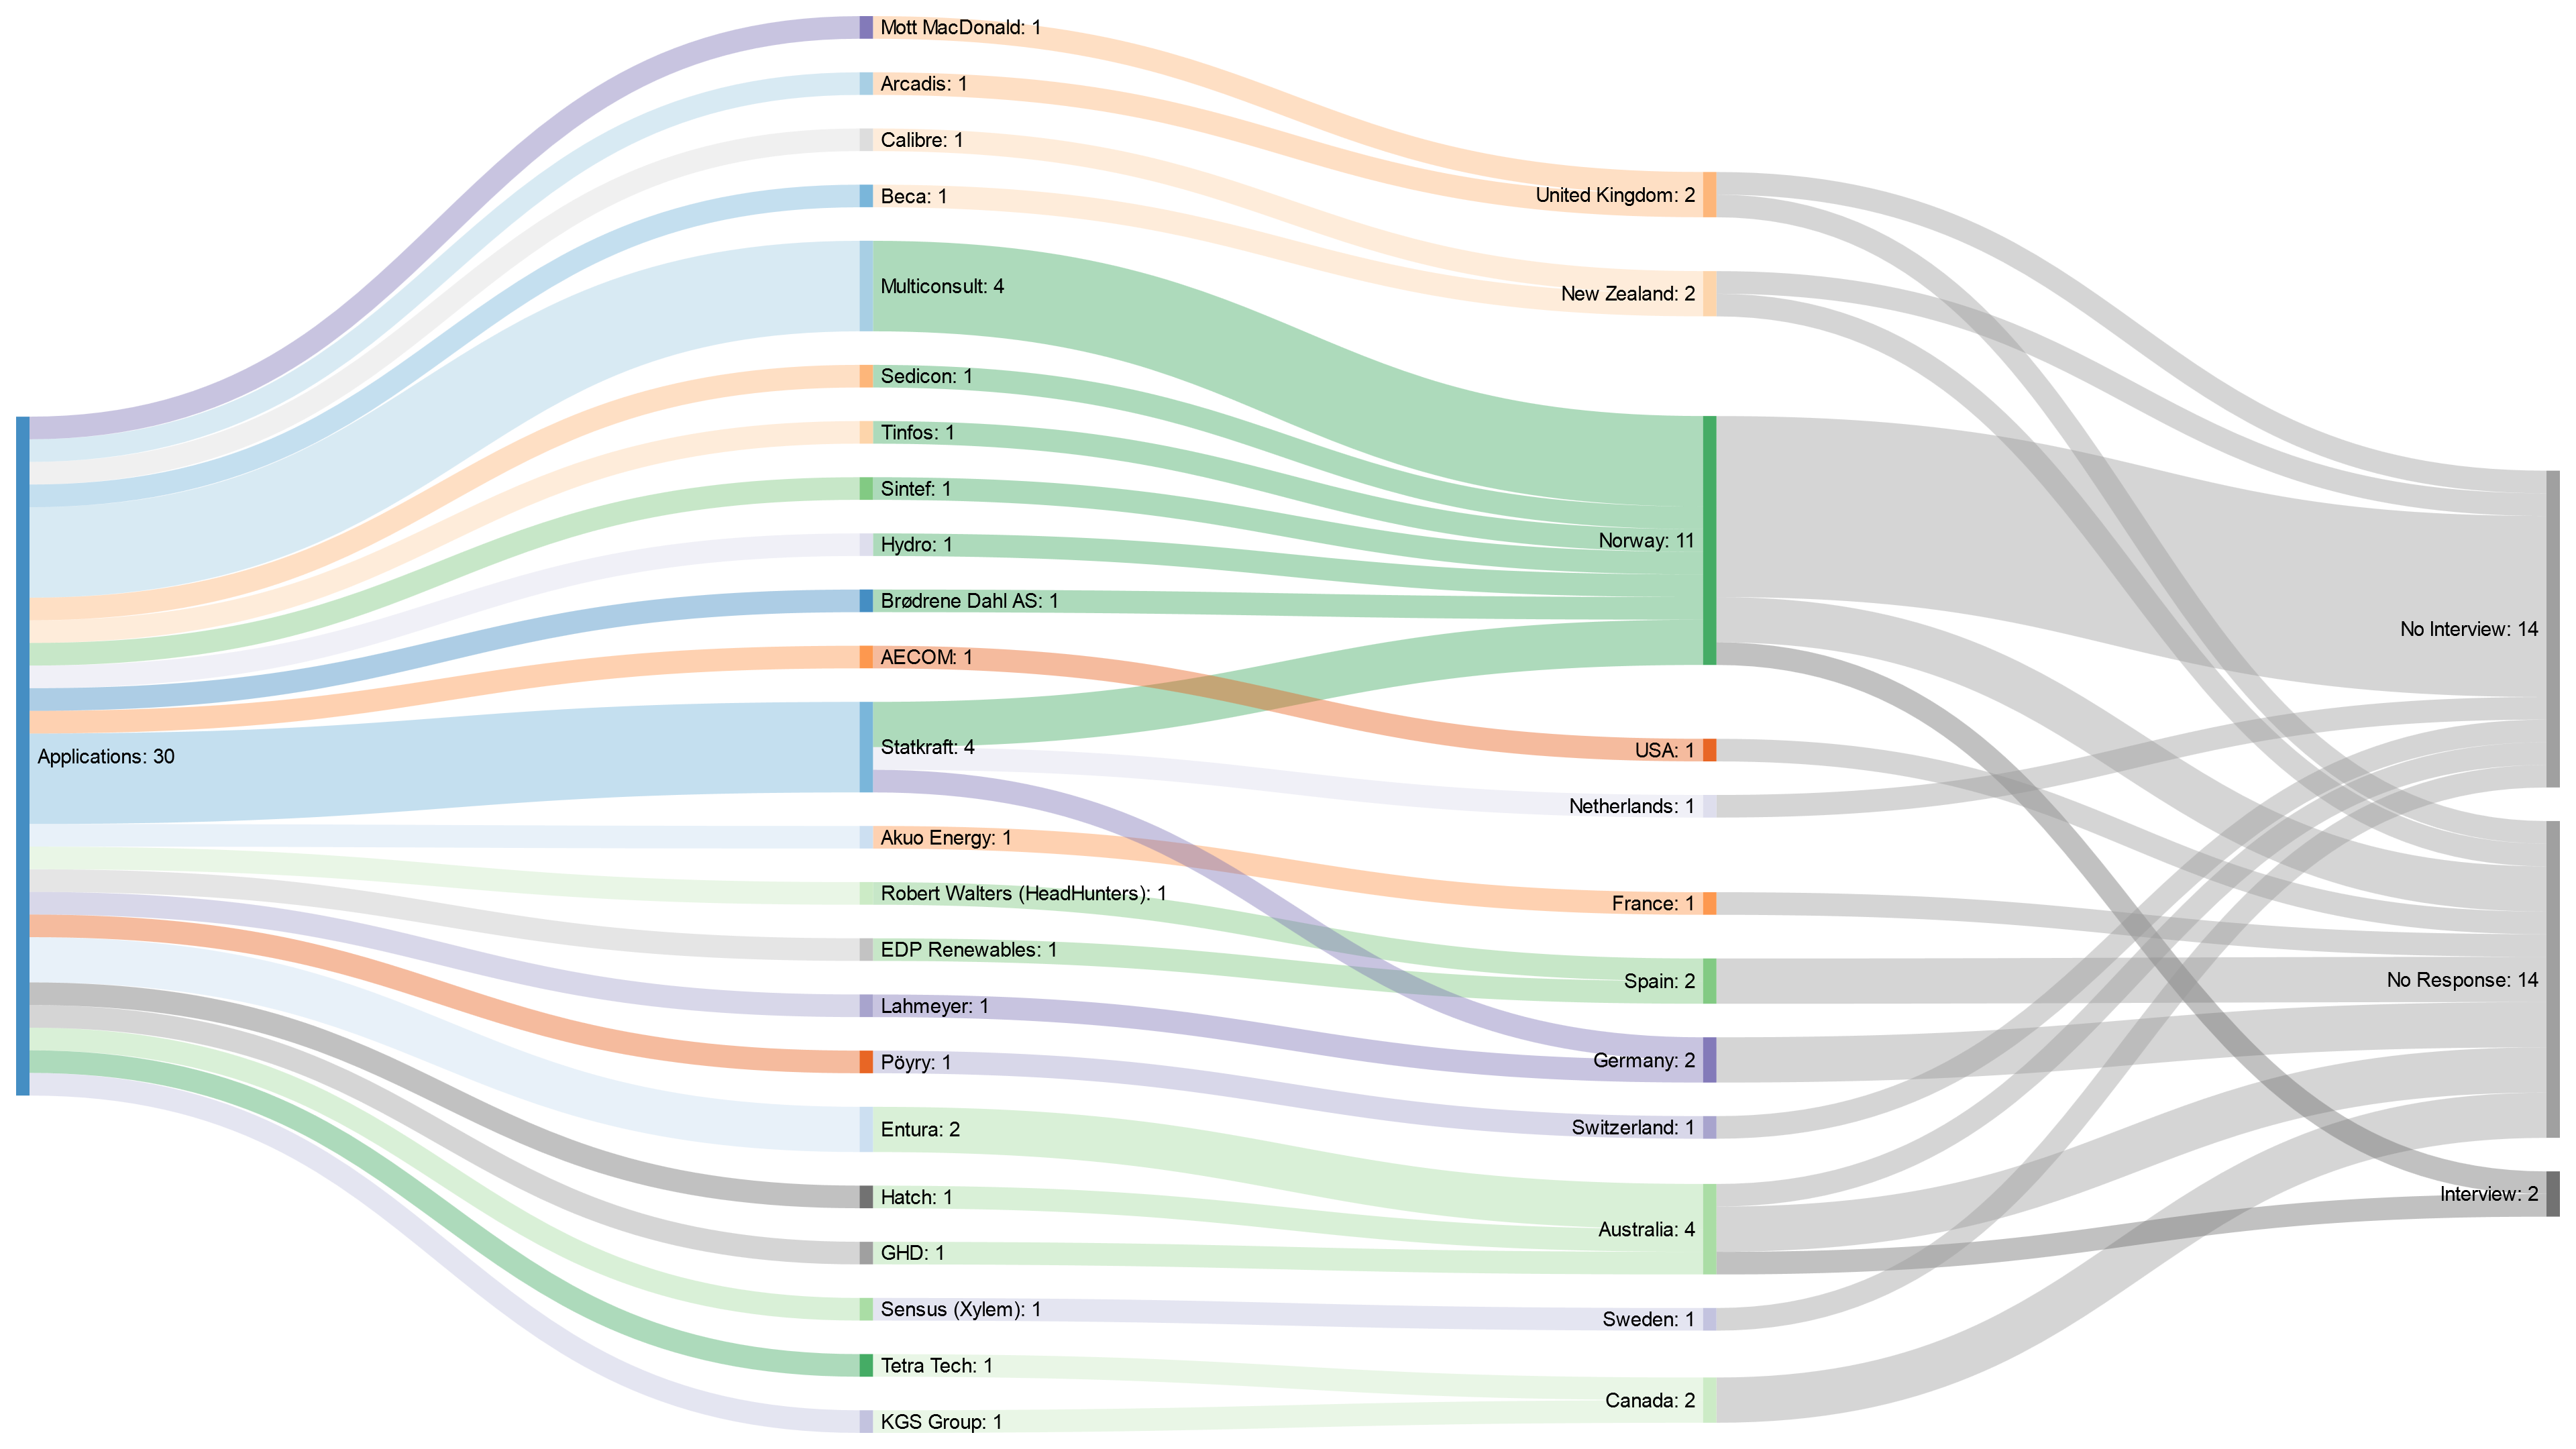 Applications: 30
Mott MacDonald: 1
Arcadis: 1
Calibre: 1
Beca: 1
Multiconsult: 4
Sedicon: 1
Tinfos: 1
Sintef: 1
Hydro: 1
Brødrene Dahl AS: 1
AECOM: 1
Statkraft: 4
Akuo Energy: 1
Robert Walters (HeadHunters): 1
EDP Renewables: 1
Lahmeyer: 1
Pöyry: 1
Entura: 2
Hatch: 1
GHD: 1
Sensus (Xylem): 1
Tetra Tech: 1
KGS Group: 1
United Kingdom: 2
New Zealand: 2
Norway: 11
USA: 1
Netherlands: 1
France: 1
Spain: 2
Germany: 2
Switzerland: 1
Australia: 4
Sweden: 1
Canada: 2
No Interview: 14
No Response: 14
Interview: 2